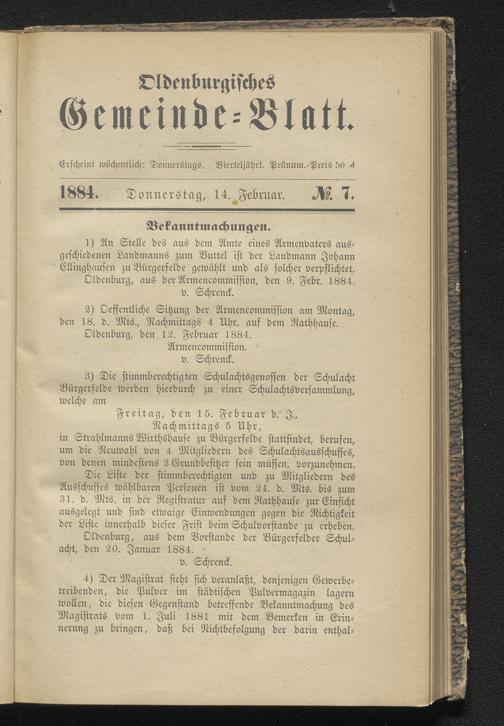 Oldenburgisches
Gemeinde-Blatt.
Erscheint wöchentlich: Donnerstags. Vierteljährl. Pränum.-Preis 50 ₰
1884. Donnerstag, 14. Februar. №. 7.
Bekanntmachungen.
1) An Stelle des aus dem Amte eines Armenvaters aus-
geschiedenen Landmanns zum Buttel ist der Landmann Johann
Ellinghausen zu Bürgerfelde gewählt und als solcher verpflichtet.
Oldenburg, aus der Armencommission, den 9. Febr. 1884.
v. Schrenck.
2) Oeffentliche Sitzung der Armencommission am Montag,
den 18. d. Mts., Nachmittags 4 Uhr, auf dem Rathhause.
Oldenburg, den 12. Februar 1884.
Armencommission.
v. Schrenck.
3) Die stimmberechtigten Schulachtsgenossen der Schulacht
Bürgerfelde werden hierdurch zu einer Schulachtsversammlung,
welche am
Freitag, den 15. Februar d. J.,
Nachmittags 5 Uhr,
in Strahlmanns Wirthshause zu Bürgerfelde stattfindet, berufen,
um die Neuwahl von 4 Mitgliedern des Schulachtsausschusses,
von denen mindestens 2 Grundbesitzer sein müssen, vorzunehmen.
Die Liste der stimmberechtigten und zu Mitgliedern des
Ausschusses wählbaren Personen ist vom 24. d. Mts. bis zum
31. d. Mts. in der Registratur auf dem Rathhause zur Einsicht
ausgelegt und sind etwaige Einwendungen gegen die Richtigkeit
der Liste innerhalb dieser Frist beim Schulvorstande zu erheben.
Oldenburg, aus dem Vorstande der Bürgerfelder Schul-
acht, den 20. Januar 1884.
v. Schrenck.
4) Der Magistrat sieht sich veranlaßt, denjenigen Gewerbe-
treibenden, die Pulver im städtischen Pulvermagazin lagern
wollen, die diesen Gegenstand betreffende Bekanntmachung des
Magistrats vom 1. Juli 1881 mit dem Bemerken in Erin-
nerung zu bringen, daß bei Nichtbefolgung der darin enthal-